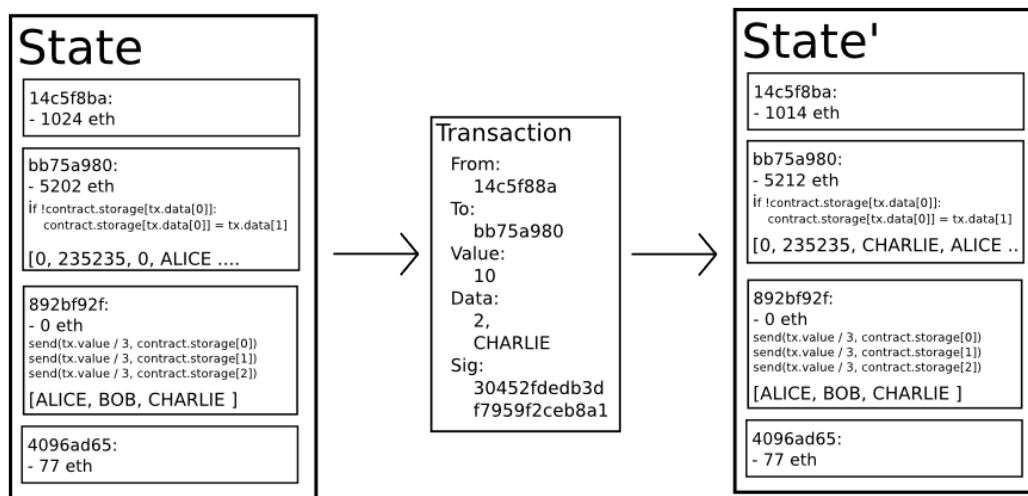 State
14c5f8ba:
- 1024 eth
bb75a980:
- 5202 eth
if !contract.storage[tx.data[0]]:
contract.storage[tx.data[0]] = tx.data[1]
[0, 235235, 0, ALICE ....
892bf92f:
- 0 eth
send(tx.value / 3, contract.storage[0])
send(tx.value / 3, contract.storage[1])
send(tx.value / 3, contract.storage[2])
[ALICE, BOB, CHARLIE ]
4096ad65:
- 77 eth
Transaction
From:
14c5f88a
To:
bb75a980
Value:
10
Data:
2,
CHARLIE
Sig:
30452fdedb3d
f7959f2ceb8a1
State'
14c5f8ba:
- 1014 eth
bb75a980:
- 5212 eth
if !contract.storage[tx.data[0]]:
contract.storage[tx.data[0]] = tx.data[1]
[0, 235235, CHARLIE, ALICE ..
892bf92f:
- 0 eth
send(tx.value / 3, contract.storage[0])
send(tx.value / 3, contract.storage[1])
send(tx.value / 3, contract.storage[2])
[ALICE, BOB, CHARLIE ]
4096ad65:
- 77 eth